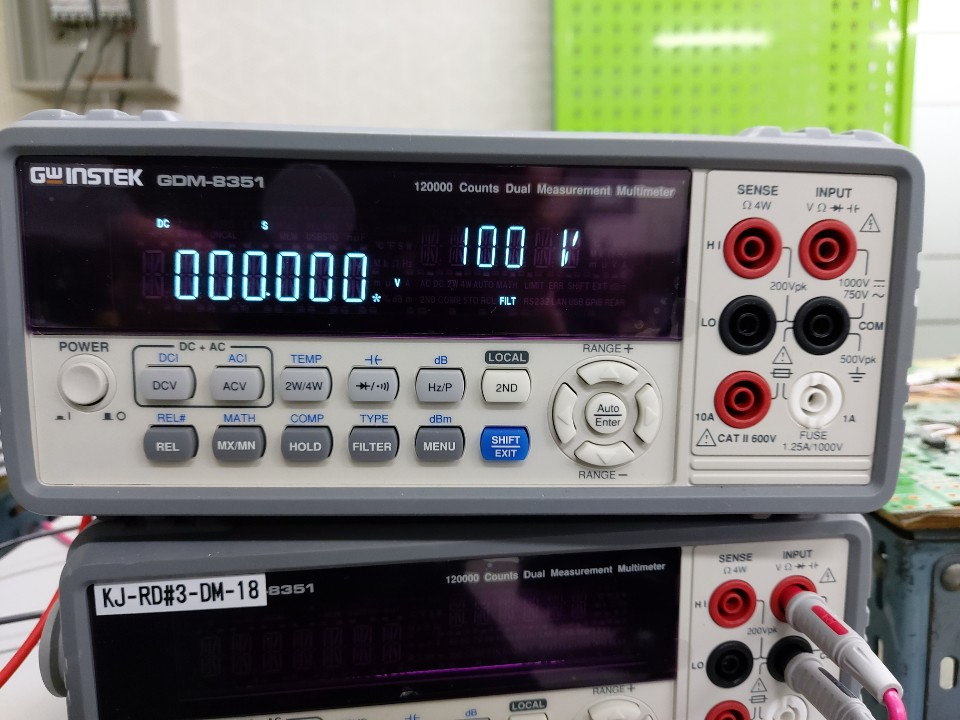 GWINSTEK GDM-8351
120000 Counts Dual Measurement Multimeter
DC S
000.000 V *
100 V
FILT
SENSE INPUT
Ω 4W V Ω
HI
200Vpk 1000V
750V ~
LO COM
500Vpk
10A 1A
CAT II 600V FUSE
1.25A/1000V
POWER
I O
DC + AC
DCI ACI TEMP dB LOCAL
DCV ACV 2W/4W Hz/P 2ND
REL# MATH COMP TYPE dBm
REL MX/MN HOLD FILTER MENU SHIFT
EXIT
RANGE +
Auto
Enter
RANGE −
KJ-RD#3-DM-18 -8351
120000 Counts Dual Measurement Multimeter
SENSE INPUT
Ω 4W V Ω
HI
200Vpk
LO
dB LOCAL
RANGE +